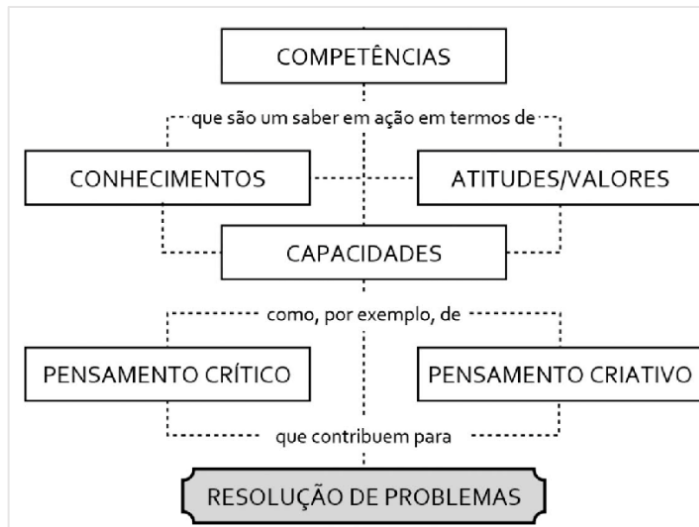 COMPETÊNCIAS
que são um saber em ação em termos de
CONHECIMENTOS
ATITUDES/VALORES
CAPACIDADES
como, por exemplo, de
PENSAMENTO CRÍTICO
PENSAMENTO CRIATIVO
que contribuem para
RESOLUÇÃO DE PROBLEMAS